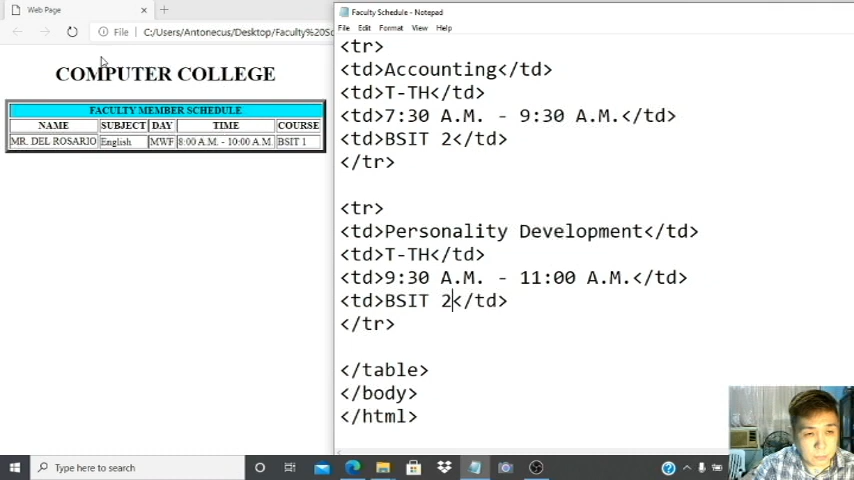 Web Page
Faculty Schedule - Notepad
File C:/Users/Antonecus/Desktop/Faculty%20Sc
File Edit Format View Help
COMPUTER COLLEGE
FACULTY MEMBER SCHEDULE
NAME SUBJECT DAY TIME COURSE
MR. DEL ROSARIO English MWF 8:00 A.M. - 10:00 A.M. BSIT 1
<tr>
<td>Accounting</td>
<td>T-TH</td>
<td>7:30 A.M. - 9:30 A.M.</td>
<td>BSIT 2</td>
</tr>
<tr>
<td>Personality Development</td>
<td>T-TH</td>
<td>9:30 A.M. - 11:00 A.M.</td>
<td>BSIT 2</td>
</tr>
</table>
</body>
</html>
Type here to search